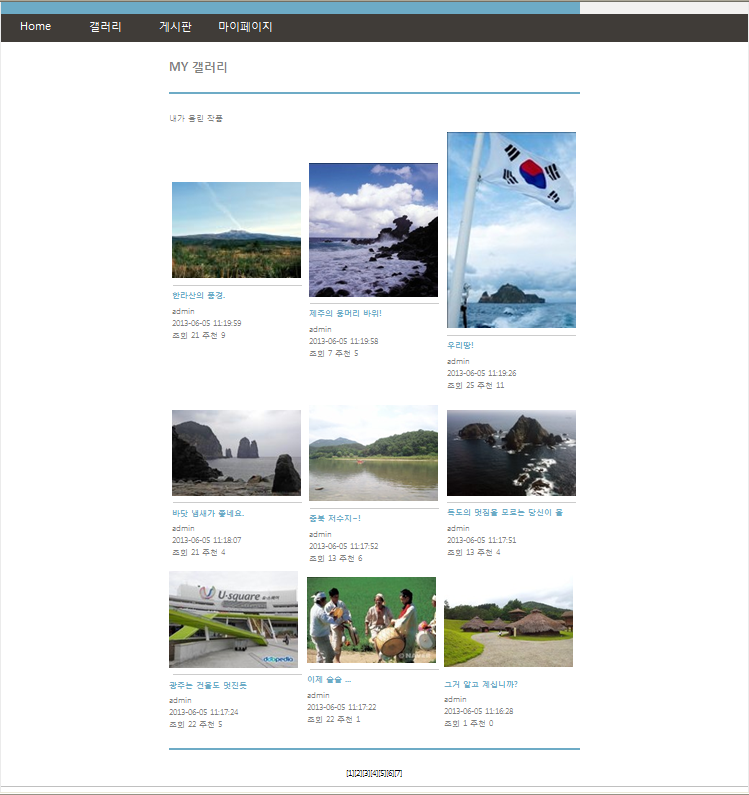 Home 갤러리 게시판 마이페이지
MY 갤러리
내가 올린 작품
한라산의 풍경.
admin
2013-06-05 11:19:59
조회 21 추천 9
제주의 용머리 바위!
admin
2013-06-05 11:19:58
조회 7 추천 5
우리땅!
admin
2013-06-05 11:19:26
조회 25 추천 11
바닷 냄새가 좋네요.
admin
2013-06-05 11:18:07
조회 21 추천 4
충북 저수지~!
admin
2013-06-05 11:17:52
조회 13 추천 6
독도의 멋짐을 모르는 당신이 불
admin
2013-06-05 11:17:51
조회 13 추천 4
U·square
dongpedia
광주는 건물도 멋진듯
admin
2013-06-05 11:17:24
조회 22 추천 5
이제 슬슬 ...
admin
2013-06-05 11:17:22
조회 22 추천 1
그거 알고 계십니까?
admin
2013-06-05 11:16:28
조회 1 추천 0
[1][2][3][4][5][6][7]